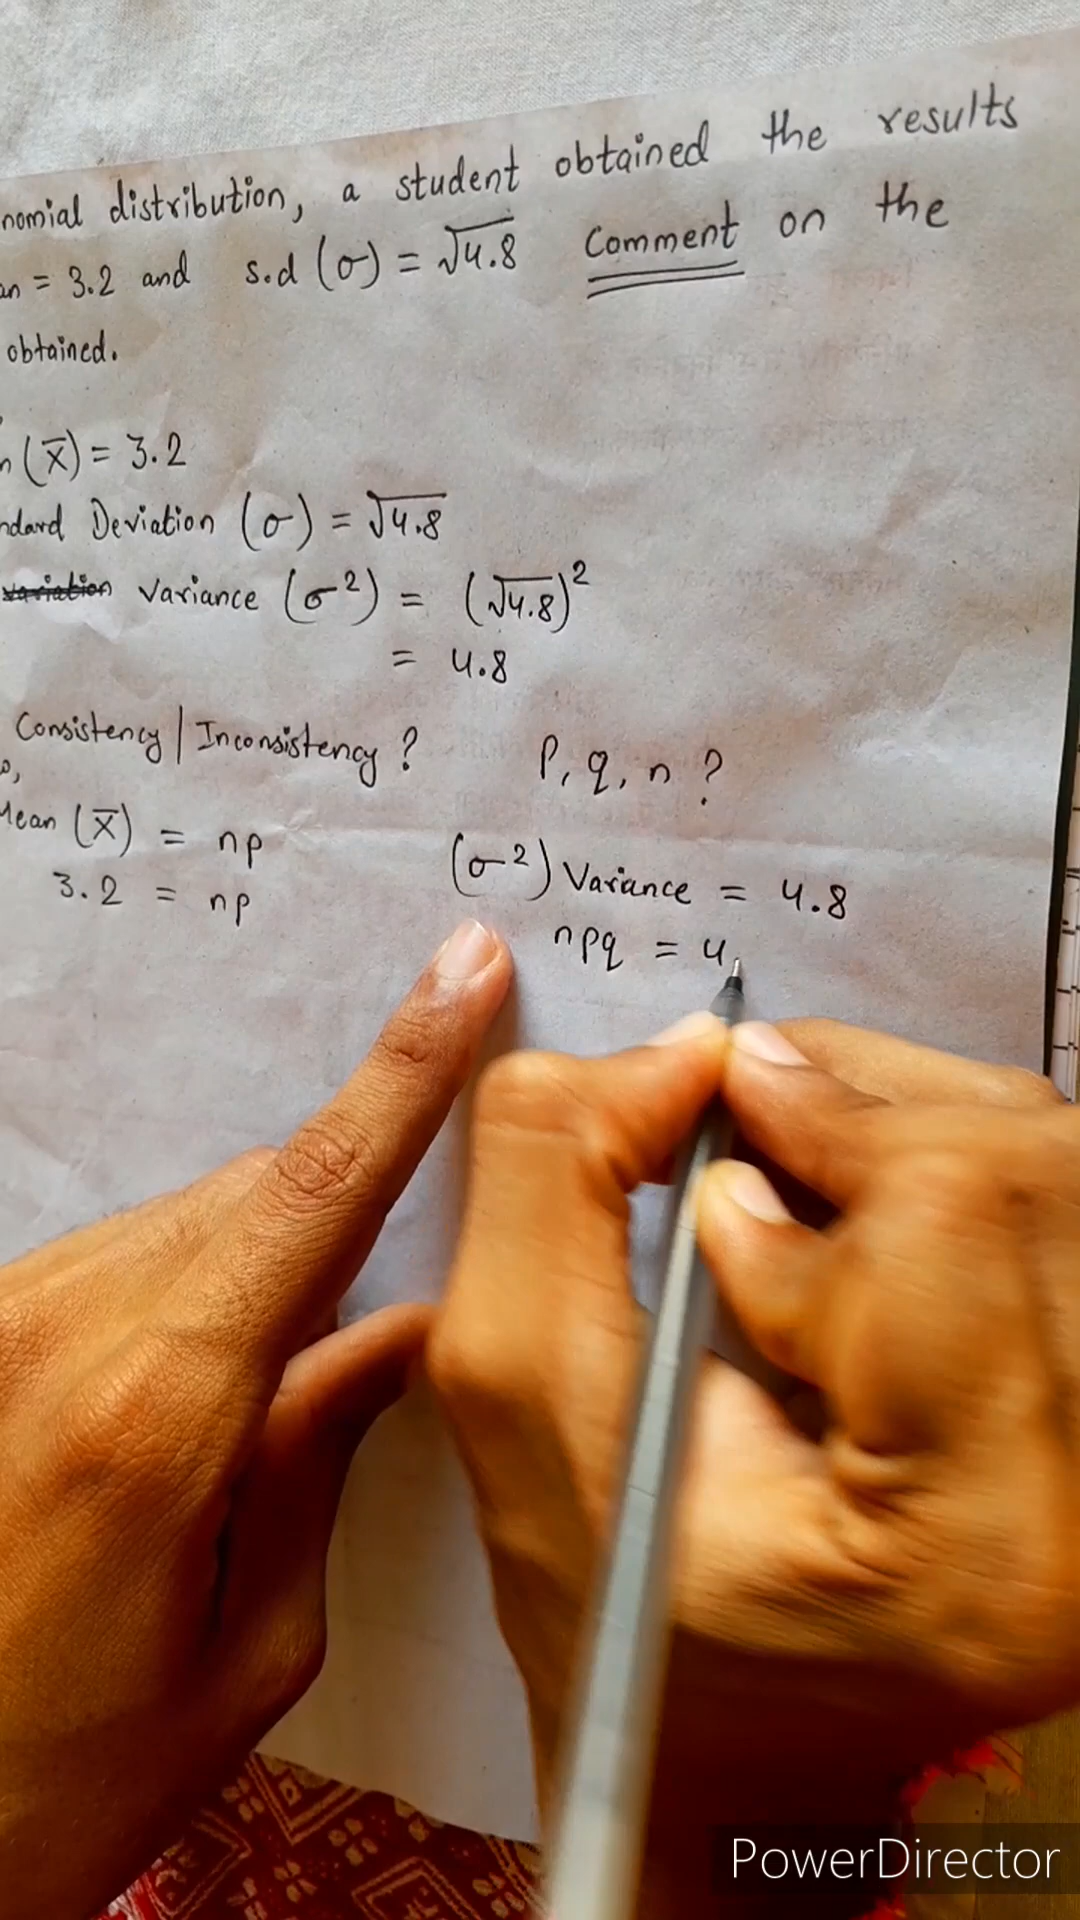 nomial distribution, a student obtained the results
an = 3.2 and s.d (σ) = √4.8 Comment on the
obtained.
n (x̄) = 3.2
ndard Deviation (σ) = √4.8
variation Variance (σ²) = (√4.8)²
= 4.8
Consistency | Inconsistency ? P, q, n ?
o,
Mean (x̄) = np
3.2 = np
(σ²) Variance = 4.8
npq = 4.
PowerDirector